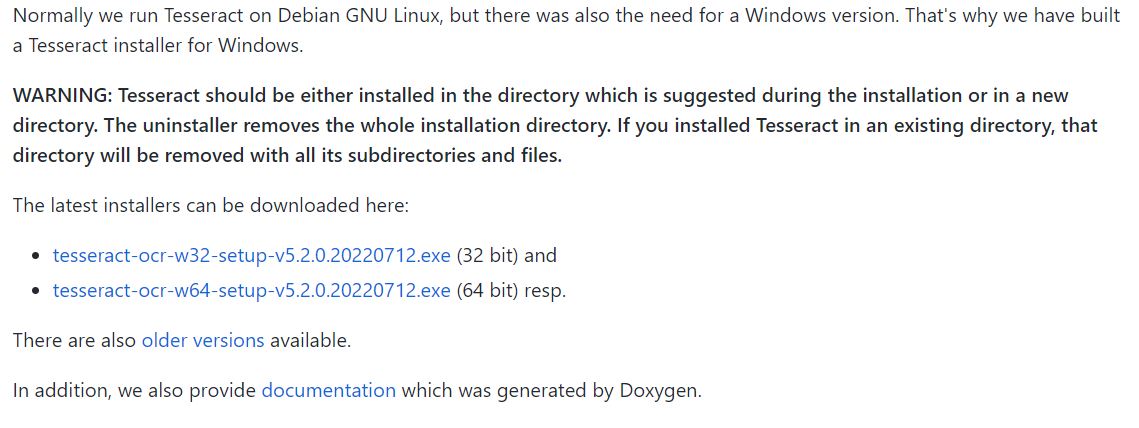 Normally we run Tesseract on Debian GNU Linux, but there was also the need for a Windows version. That's why we have built
a Tesseract installer for Windows.
WARNING: Tesseract should be either installed in the directory which is suggested during the installation or in a new
directory. The uninstaller removes the whole installation directory. If you installed Tesseract in an existing directory, that
directory will be removed with all its subdirectories and files.
The latest installers can be downloaded here:
• tesseract-ocr-w32-setup-v5.2.0.20220712.exe (32 bit) and
• tesseract-ocr-w64-setup-v5.2.0.20220712.exe (64 bit) resp.
There are also older versions available.
In addition, we also provide documentation which was generated by Doxygen.